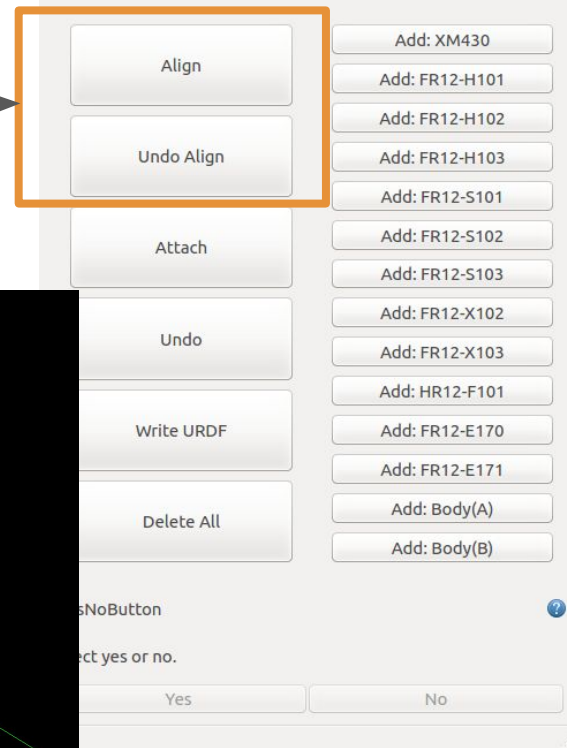 Align
Undo Align
Attach
Undo
Write URDF
Delete All
Add: XM430
Add: FR12-H101
Add: FR12-H102
Add: FR12-H103
Add: FR12-S101
Add: FR12-S102
Add: FR12-S103
Add: FR12-X102
Add: FR12-X103
Add: HR12-F101
Add: FR12-E170
Add: FR12-E171
Add: Body(A)
Add: Body(B)
sNoButton
?
ect yes or no.
Yes
No